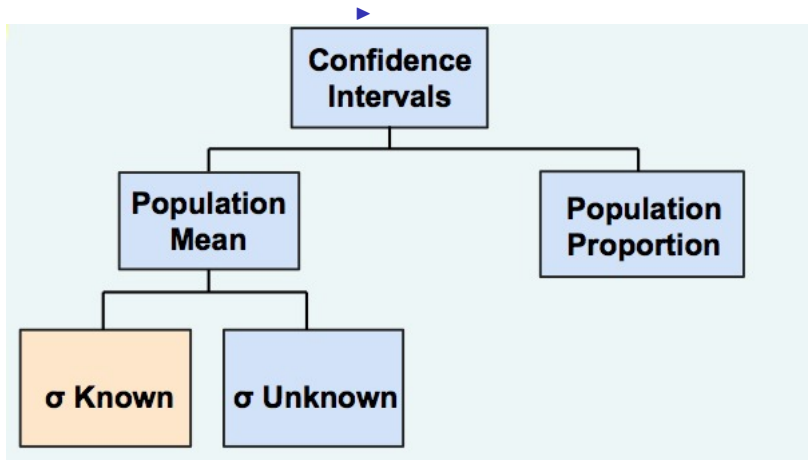 Confidence
Intervals
Population
Mean
Population
Proportion
σ Known
σ Unknown